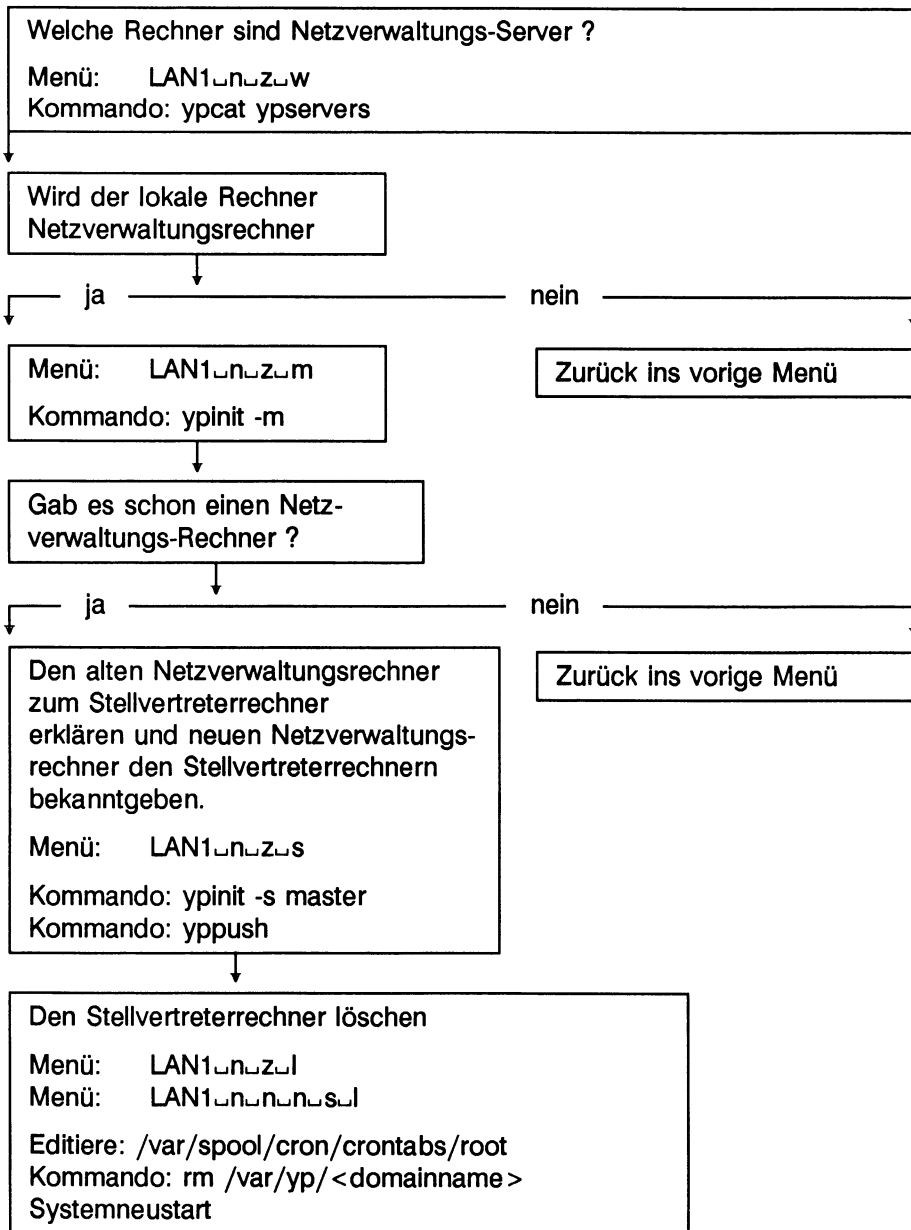 Welche Rechner sind Netzverwaltungs-Server ?
Menü: LAN1␣n␣z␣w
Kommando: ypcat ypservers
Wird der lokale Rechner
Netzverwaltungsrechner
ja
nein
Menü: LAN1␣n␣z␣m
Kommando: ypinit -m
Zurück ins vorige Menü
Gab es schon einen Netz-
verwaltungs-Rechner ?
ja
nein
Den alten Netzverwaltungsrechner
zum Stellvertreterrechner
erklären und neuen Netzverwaltungs-
rechner den Stellvertreterrechnern
bekanntgeben.
Menü: LAN1␣n␣z␣s
Kommando: ypinit -s master
Kommando: yppush
Zurück ins vorige Menü
Den Stellvertreterrechner löschen
Menü: LAN1␣n␣z␣l
Menü: LAN1␣n␣n␣n␣s␣l
Editiere: /var/spool/cron/crontabs/root
Kommando: rm /var/yp/<domainname>
Systemneustart